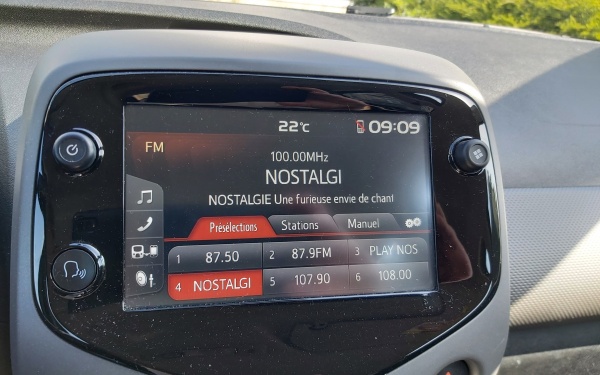 22°C 09:09
FM
100.00MHz
NOSTALGI
NOSTALGIE Une furieuse envie de chant
Présélections Stations Manuel
1 87.50 2 87.9FM 3 PLAY NOS
4 NOSTALGI 5 107.90 6 108.00